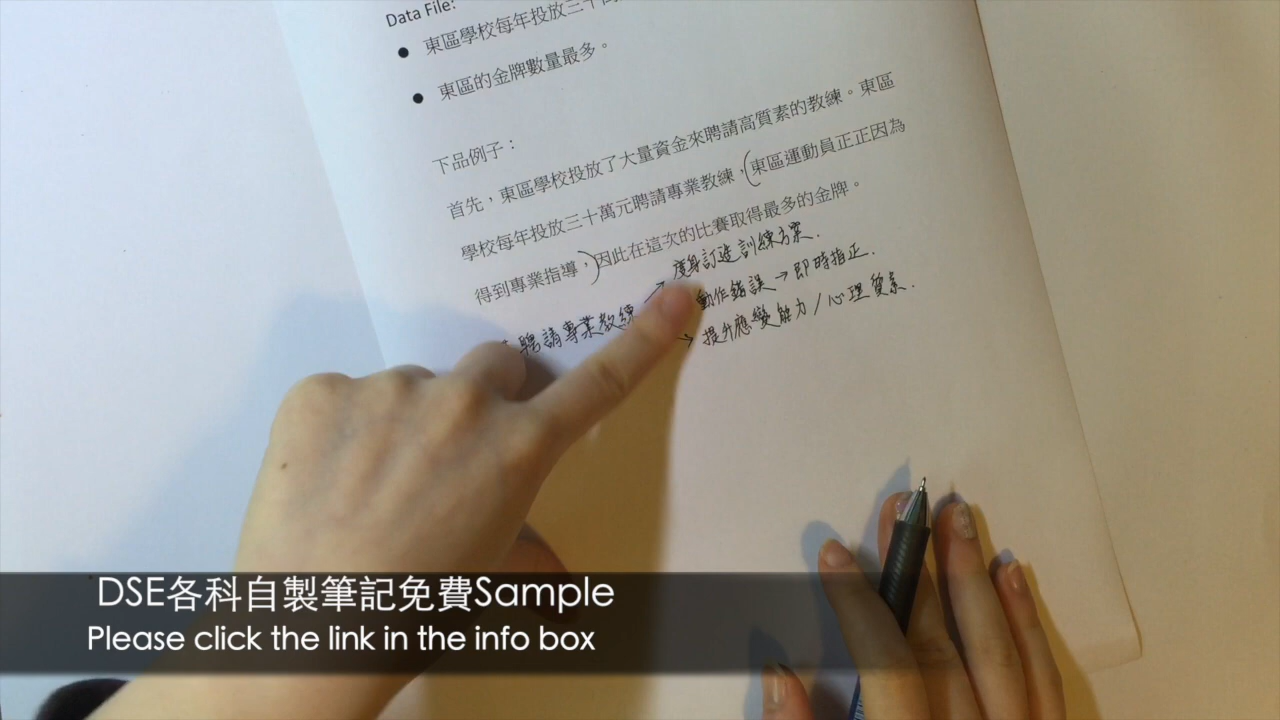 Data File:
● 東區學校每年投放三十
● 東區的金牌數量最多。
下品例子：
首先，東區學校投放了大量資金來聘請高質素的教練。東區
學校每年投放三十萬元聘請專業教練，(東區運動員正正因為
得到專業指導，)因此在這次的比賽取得最多的金牌。
→ 度身訂造訓練方案.
動作錯誤 → 即時指正.
聘請專業教練
→ 提升應變能力/心理質素.
DSE各科自製筆記免費Sample
Please click the link in the info box